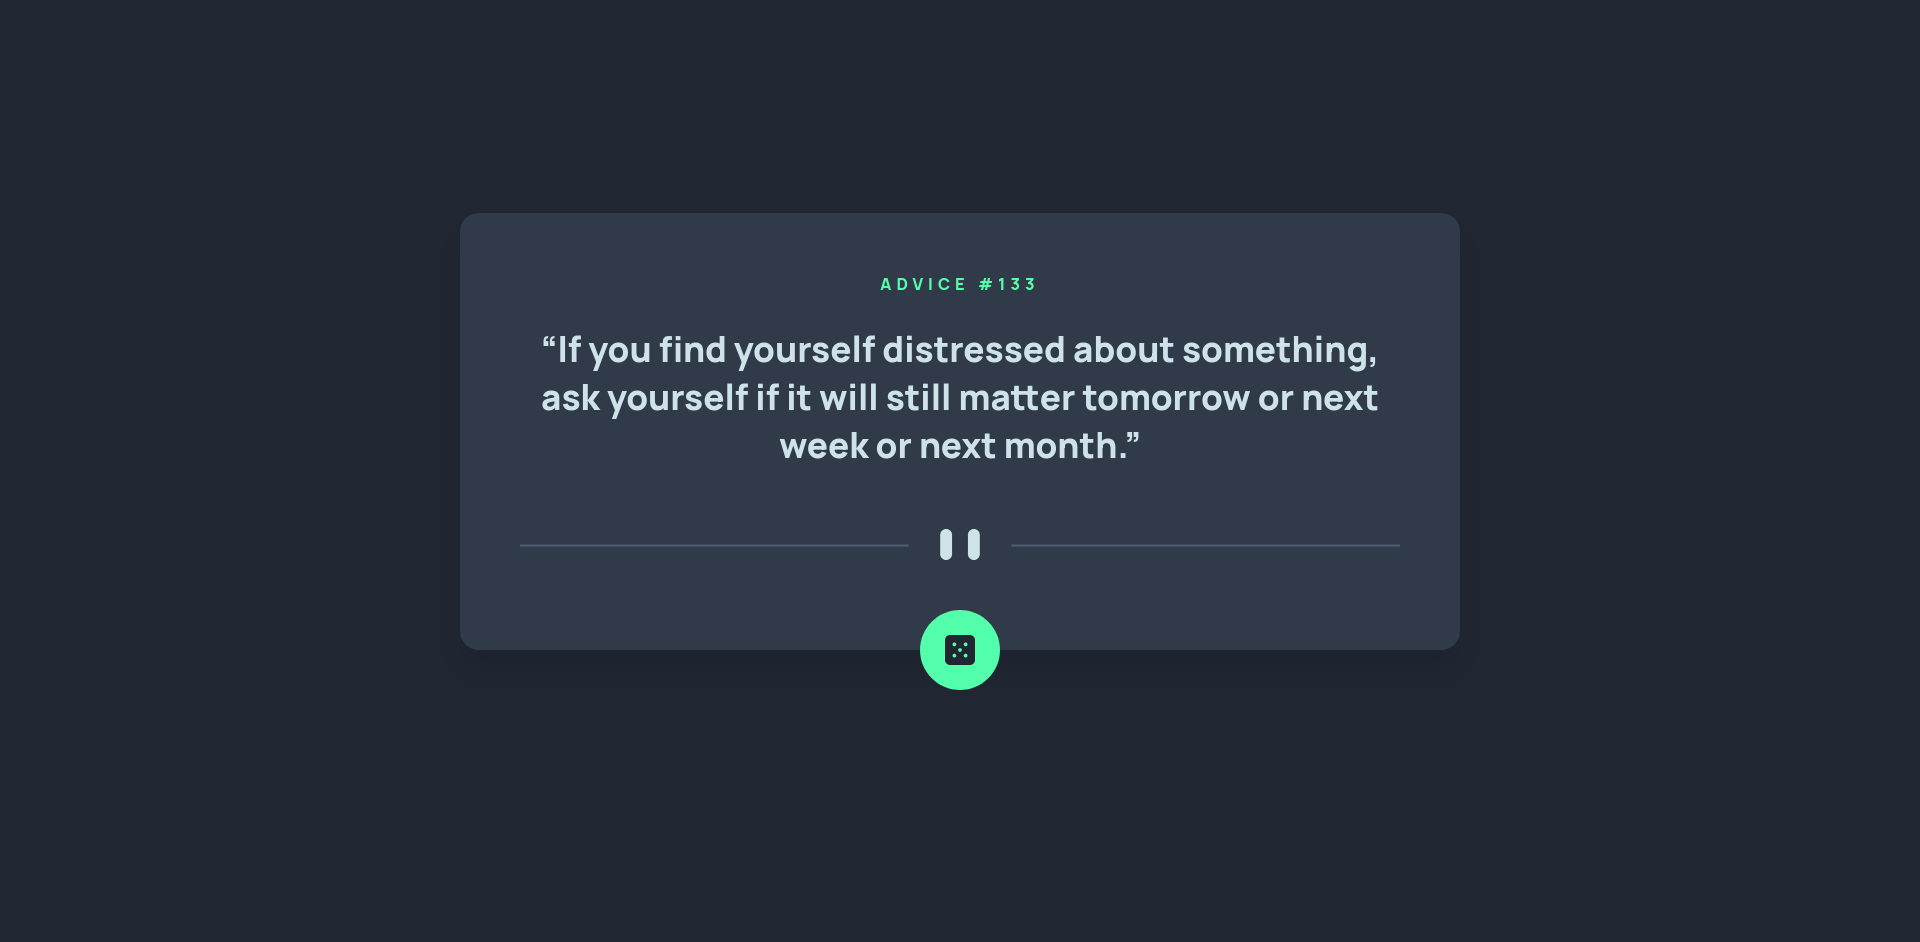 ADVICE #133
“If you find yourself distressed about something,
ask yourself if it will still matter tomorrow or next
week or next month.”